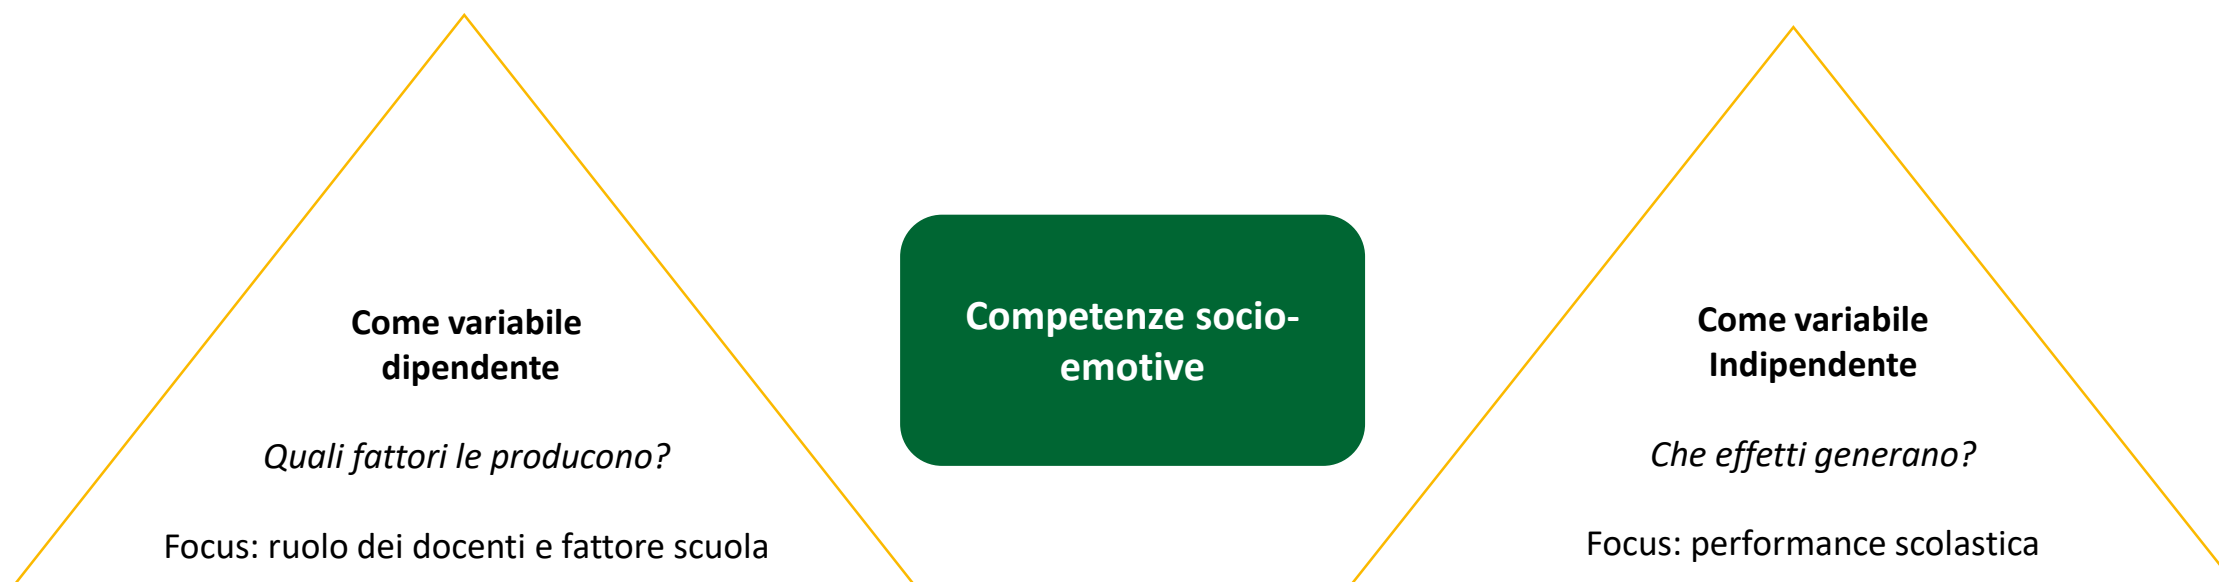 Come variabile
dipendente
Quali fattori le producono?
Focus: ruolo dei docenti e fattore scuola
Competenze socio-
emotive
Come variabile
Indipendente
Che effetti generano?
Focus: performance scolastica